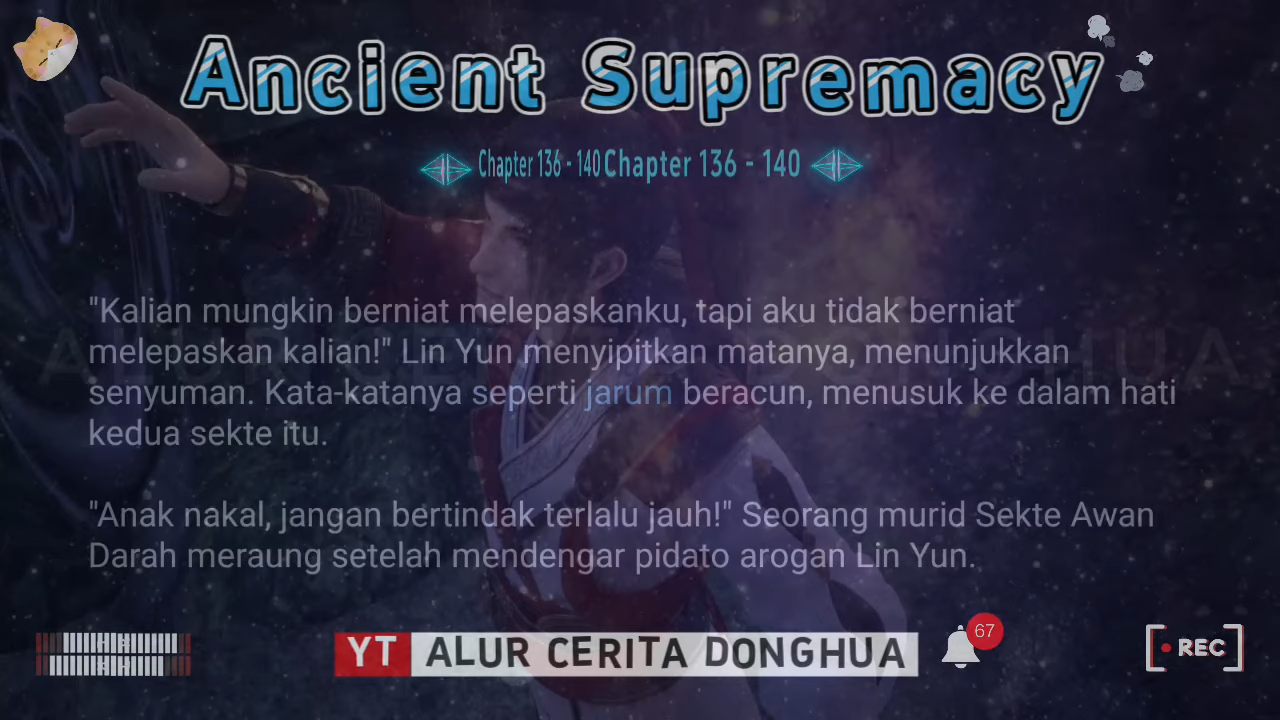 Ancient Supremacy
Chapter 136 - 140 Chapter 136 - 140
"Kalian mungkin berniat melepaskanku, tapi aku tidak berniat
melepaskan kalian!" Lin Yun menyipitkan matanya, menunjukkan
senyuman. Kata-katanya seperti jarum beracun, menusuk ke dalam hati
kedua sekte itu.
"Anak nakal, jangan bertindak terlalu jauh!" Seorang murid Sekte Awan
Darah meraung setelah mendengar pidato arogan Lin Yun.
YT ALUR CERITA DONGHUA
67
REC